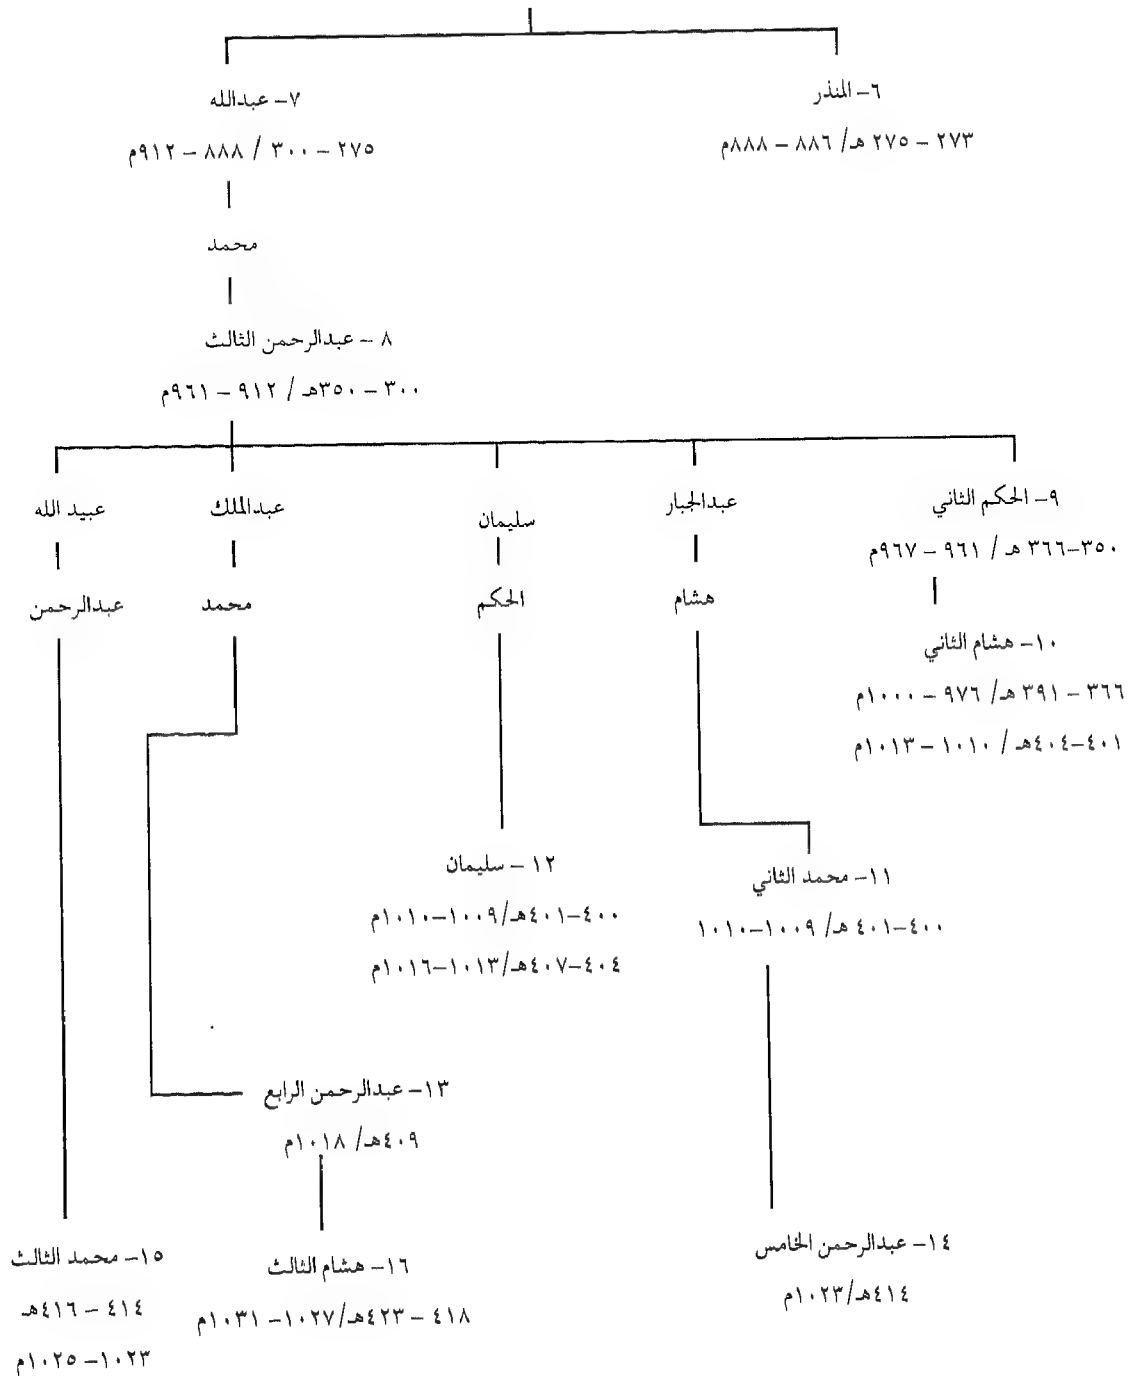 ٦- المنذر
٢٧٣ - ٢٧٥ هـ/ ٨٨٦ - ٨٨٨م
٧- عبدالله
٢٧٥ - ٣٠٠ / ٨٨٨ - ٩١٢م
محمد
٨ - عبدالرحمن الثالث
٣٠٠ - ٣٥٠هـ / ٩١٢ - ٩٦١م
٩- الحكم الثاني
٣٥٠-٣٦٦ هـ / ٩٦١ - ٩٦٧م
١٠- هشام الثاني
٣٦٦ - ٣٩١ هـ/ ٩٧٦ - ١٠٠٠م
٤٠١-٤٠٤هـ / ١٠١٠ - ١٠١٣م
عبدالجبار
هشام
١١- محمد الثاني
٤٠٠-٤٠١ هـ/ ١٠٠٩-١٠١٠
سليمان
الحكم
١٢ - سليمان
٤٠٠-٤٠١هـ/١٠٠٩-١٠١٠م
٤٠٤-٤٠٧هـ/١٠١٣-١٠١٦م
عبدالملك
محمد
عبيد الله
عبدالرحمن
١٣- عبدالرحمن الرابع
٤٠٩هـ/ ١٠١٨م
١٤- عبدالرحمن الخامس
٤١٤هـ/١٠٢٣م
١٦- هشام الثالث
٤١٨ - ٤٢٣هـ/١٠٢٧-١٠٣١م
١٥- محمد الثالث
٤١٤ - ٤١٦هـ
١٠٢٣-١٠٢٥م